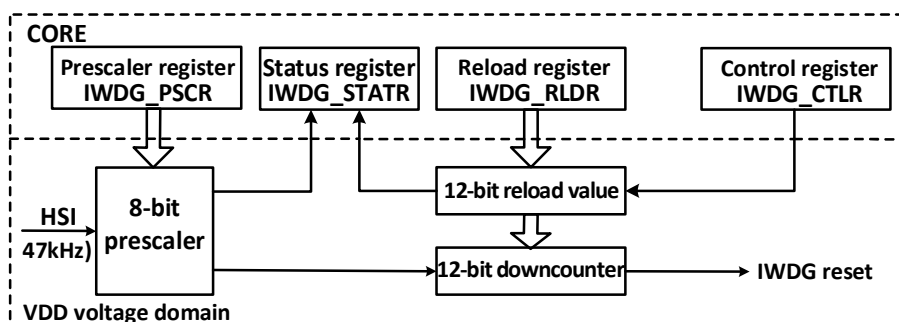 CORE
Prescaler register
IWDG_PSCR
Status register
IWDG_STATR
Reload register
IWDG_RLDR
Control register
IWDG_CTLR
HSI
47kHz)
8-bit
prescaler
12-bit reload value
12-bit downcounter
IWDG reset
VDD voltage domain